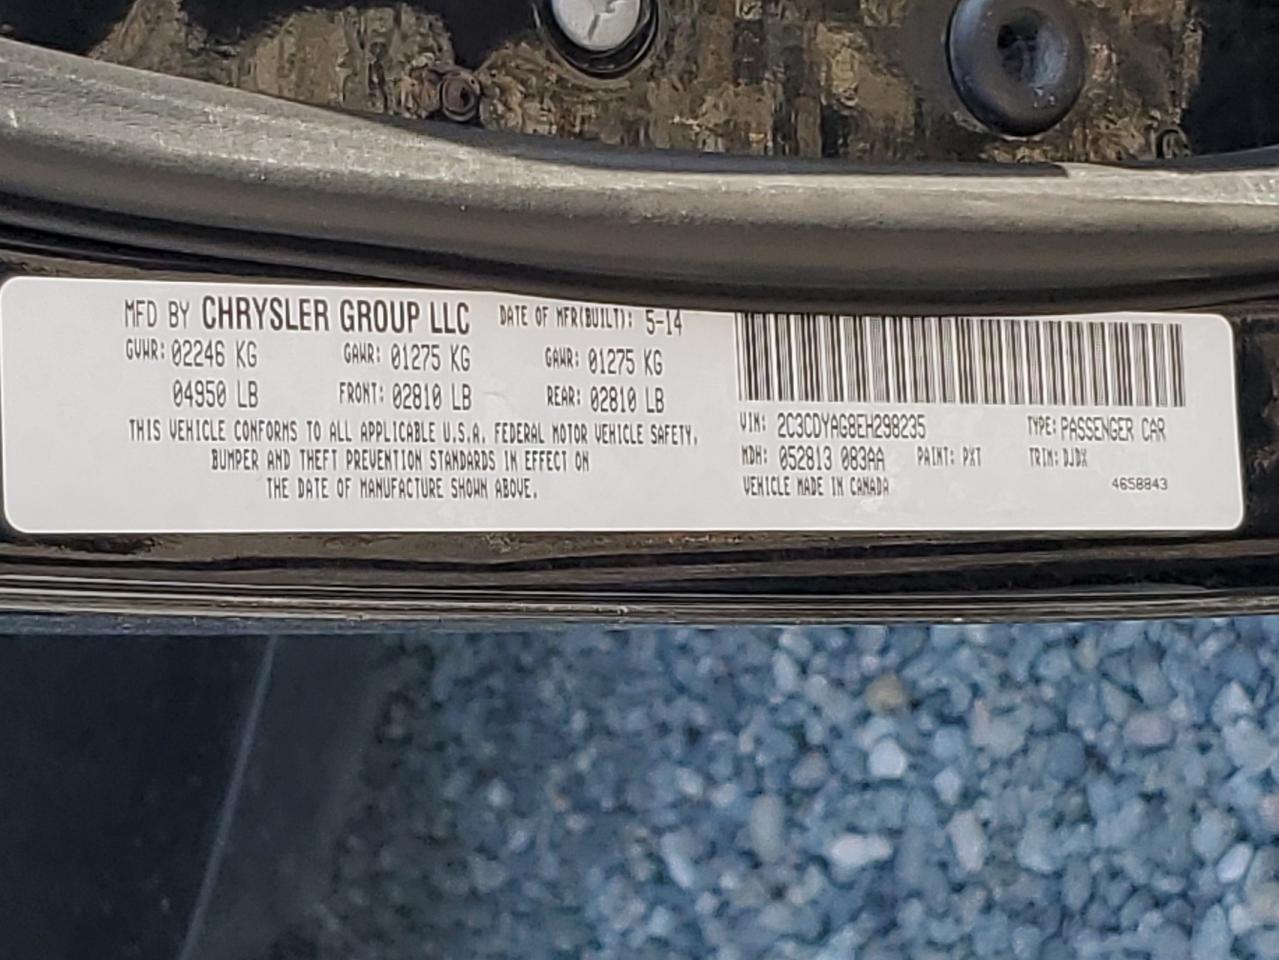 MFD BY CHRYSLER GROUP LLC DATE OF MFR(BUILT): 5-14
GVWR: 02246 KG GAWR: 01275 KG GAWR: 01275 KG
04950 LB FRONT: 02810 LB REAR: 02810 LB
THIS VEHICLE CONFORMS TO ALL APPLICABLE U.S.A. FEDERAL MOTOR VEHICLE SAFETY,
BUMPER AND THEFT PREVENTION STANDARDS IN EFFECT ON
THE DATE OF MANUFACTURE SHOWN ABOVE.
VIN: 2C3CDYAG8EH298235 TYPE: PASSENGER CAR
MDH: 052813 083AA PAINT: PXT TRIM: DJDX
VEHICLE MADE IN CANADA 4658843